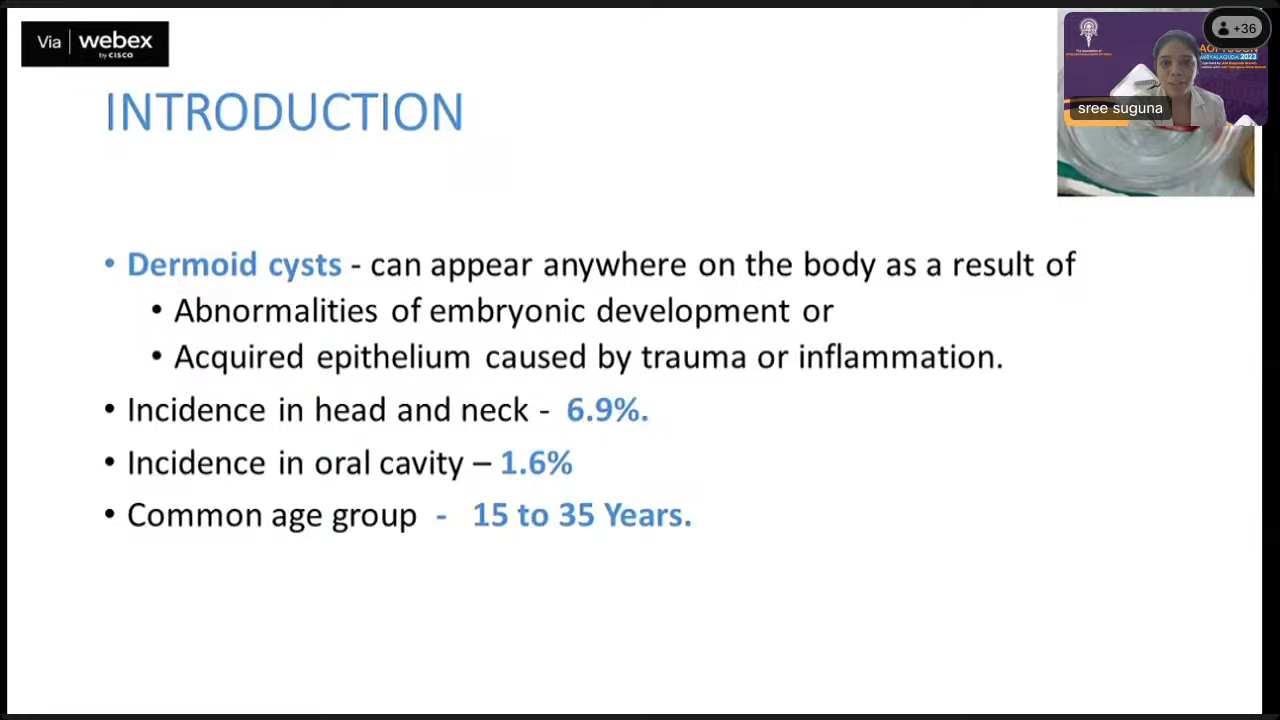 Via webex
by CISCO
+36
MIRYALAGUDA 2023
sree suguna
INTRODUCTION
• Dermoid cysts - can appear anywhere on the body as a result of
• Abnormalities of embryonic development or
• Acquired epithelium caused by trauma or inflammation.
• Incidence in head and neck - 6.9%.
• Incidence in oral cavity – 1.6%
• Common age group - 15 to 35 Years.